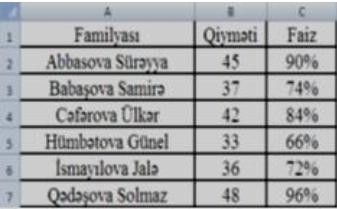 A B C
1 Familyası Qiyməti Faiz
2 Abbasova Sürəyya 45 90%
3 Babaşova Samirə 37 74%
4 Cəfərova Ülkər 42 84%
5 Hümbətova Günel 33 66%
6 İsmayılova Jalə 36 72%
7 Qədəşova Solmaz 48 96%